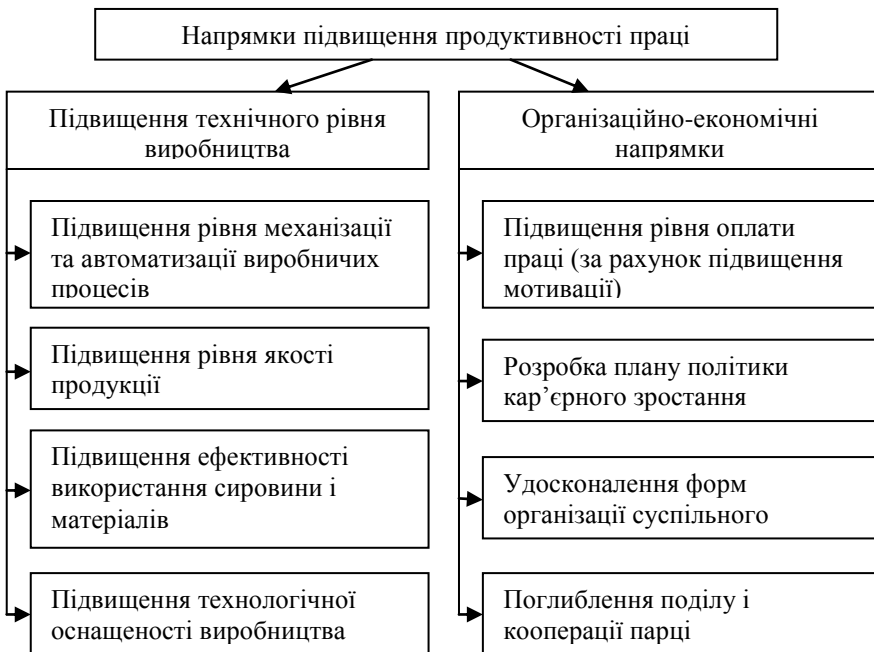 Напрямки підвищення продуктивності праці
Підвищення технічного рівня
виробництва
Підвищення рівня механізації
та автоматизації виробничих
процесів
Підвищення рівня якості
продукції
Підвищення ефективності
використання сировини і
матеріалів
Підвищення технологічної
оснащеності виробництва
Організаційно-економічні
напрямки
Підвищення рівня оплати
праці (за рахунок підвищення
мотивації)
Розробка плану політики
кар’єрного зростання
Удосконалення форм
організації суспільного
Поглиблення поділу і
кооперації парці